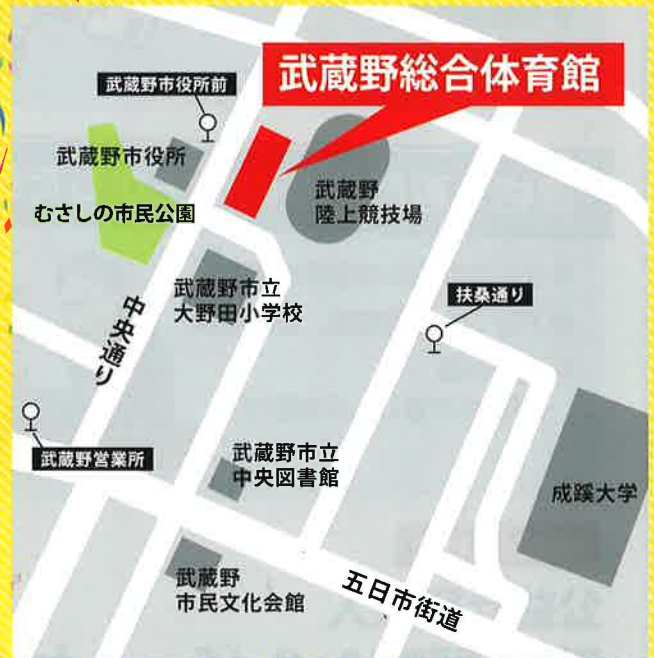 武蔵野総合体育館
武蔵野市役所前
武蔵野市役所
むさしの市民公園
武蔵野
陸上競技場
武蔵野市立
大野田小学校
扶桑通り
中央通り
武蔵野営業所
武蔵野市立
中央図書館
成蹊大学
武蔵野
市民文化会館
五日市街道